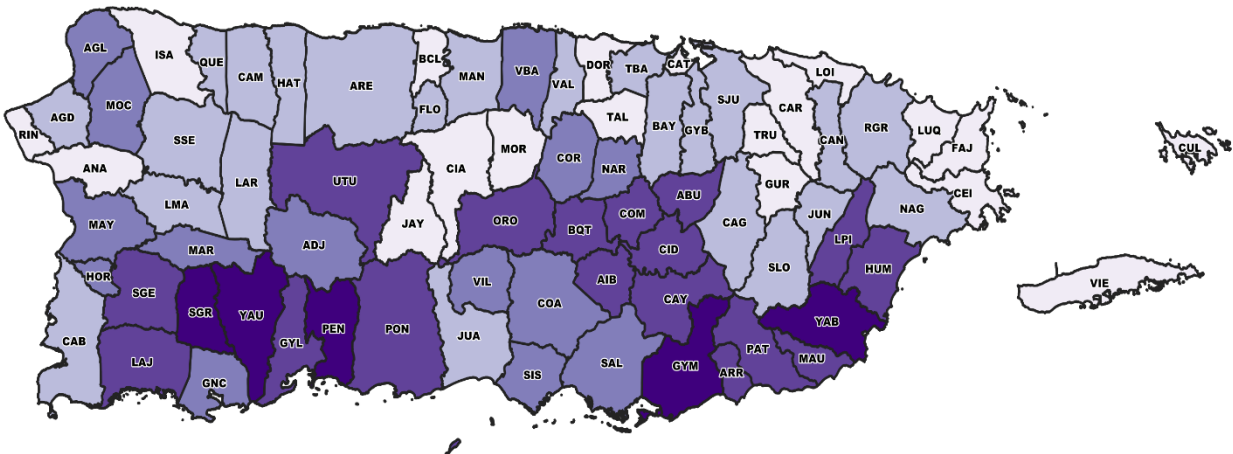 AGL
ISA
QUE
CAM
HAT
ARE
BCL
MAN
VBA
VAL
DOR
TBA
CAT
SJU
LOI
CAR
MOC
AGD
RIN
SSE
FLO
TAL
BAY
GYB
TRU
CAN
RGR
LUQ
FAJ
CUL
ANA
LAR
UTU
CIA
MOR
COR
NAR
ABU
GUR
CEI
LMA
MAY
MAR
ADJ
JAY
ORO
BQT
COM
CID
CAG
JUN
NAG
LPI
HOR
SGE
SGR
YAU
GYL
PEN
PON
VIL
COA
AIB
CAY
SLO
HUM
VIE
CAB
LAJ
GNC
JUA
SIS
SAL
GYM
ARR
PAT
MAU
YAB